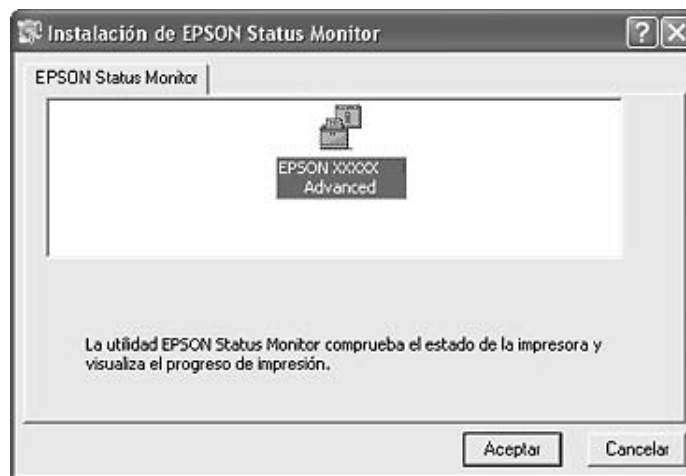 Instalación de EPSON Status Monitor
EPSON Status Monitor
EPSON XXXXX
Advanced
La utilidad EPSON Status Monitor comprueba el estado de la impresora y
visualiza el progreso de impresión.
Aceptar
Cancelar